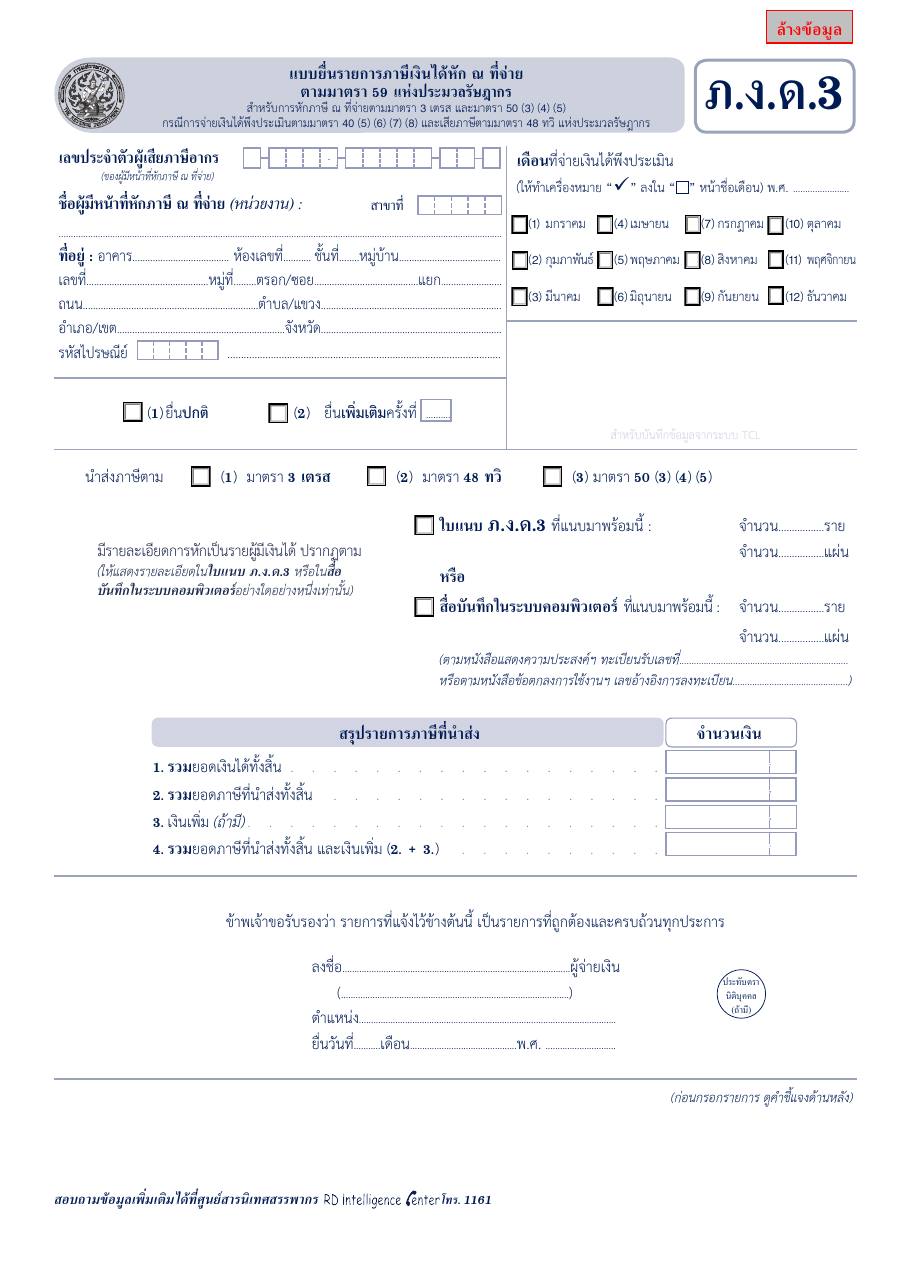 ล้างข้อมูล
แบบยื่นรายการภาษีเงินได้หัก ณ ที่จ่าย
ตามมาตรา 59 แห่งประมวลรัษฎากร
สำหรับการหักภาษี ณ ที่จ่ายตามมาตรา 3 เตรส และมาตรา 50 (3) (4) (5)
กรณีการจ่ายเงินได้พึงประเมินตามมาตรา 40 (5) (6) (7) (8) และเสียภาษีตามมาตรา 48 ทวิ แห่งประมวลรัษฎากร
ภ.ง.ด.3
เลขประจำตัวผู้เสียภาษีอากร
(ของผู้มีหน้าที่หักภาษี ณ ที่จ่าย)
ชื่อผู้มีหน้าที่หักภาษี ณ ที่จ่าย (หน่วยงาน) : สาขาที่
ที่อยู่ : อาคาร ห้องเลขที่ ชั้นที่ หมู่บ้าน
เลขที่ หมู่ที่ ตรอก/ซอย แยก
ถนน ตำบล/แขวง
อำเภอ/เขต จังหวัด
รหัสไปรษณีย์
(1) ยื่นปกติ (2) ยื่นเพิ่มเติมครั้งที่
เดือนที่จ่ายเงินได้พึงประเมิน
(ให้ทำเครื่องหมาย “✓” ลงใน “□” หน้าชื่อเดือน) พ.ศ.
(1) มกราคม (4) เมษายน (7) กรกฎาคม (10) ตุลาคม
(2) กุมภาพันธ์ (5) พฤษภาคม (8) สิงหาคม (11) พฤศจิกายน
(3) มีนาคม (6) มิถุนายน (9) กันยายน (12) ธันวาคม
สำหรับบันทึกข้อมูลจากระบบ TCL
นำส่งภาษีตาม (1) มาตรา 3 เตรส (2) มาตรา 48 ทวิ (3) มาตรา 50 (3) (4) (5)
มีรายละเอียดการหักเป็นรายผู้มีเงินได้ ปรากฏตาม
(ให้แสดงรายละเอียดในใบแนบ ภ.ง.ด.3 หรือในสื่อ
บันทึกในระบบคอมพิวเตอร์อย่างใดอย่างหนึ่งเท่านั้น)
ใบแนบ ภ.ง.ด.3 ที่แนบมาพร้อมนี้ : จำนวน ราย
จำนวน แผ่น
หรือ
สื่อบันทึกในระบบคอมพิวเตอร์ ที่แนบมาพร้อมนี้ : จำนวน ราย
จำนวน แผ่น
(ตามหนังสือแสดงความประสงค์ฯ ทะเบียนรับเลขที่
หรือตามหนังสือข้อตกลงการใช้งานฯ เลขอ้างอิงการลงทะเบียน )
สรุปรายการภาษีที่นำส่ง จำนวนเงิน
1. รวมยอดเงินได้ทั้งสิ้น
2. รวมยอดภาษีที่นำส่งทั้งสิ้น
3. เงินเพิ่ม (ถ้ามี)
4. รวมยอดภาษีที่นำส่งทั้งสิ้น และเงินเพิ่ม (2. + 3.)
ข้าพเจ้าขอรับรองว่า รายการที่แจ้งไว้ข้างต้นนี้ เป็นรายการที่ถูกต้องและครบถ้วนทุกประการ
ลงชื่อ ผู้จ่ายเงิน
( )
ตำแหน่ง
ยื่นวันที่ เดือน พ.ศ.
ประทับตรา
นิติบุคคล
(ถ้ามี)
(ก่อนกรอกรายการ ดูคำชี้แจงด้านหลัง)
สอบถามข้อมูลเพิ่มเติมได้ที่ศูนย์สารนิเทศสรรพากร RD Intelligence Center โทร. 1161